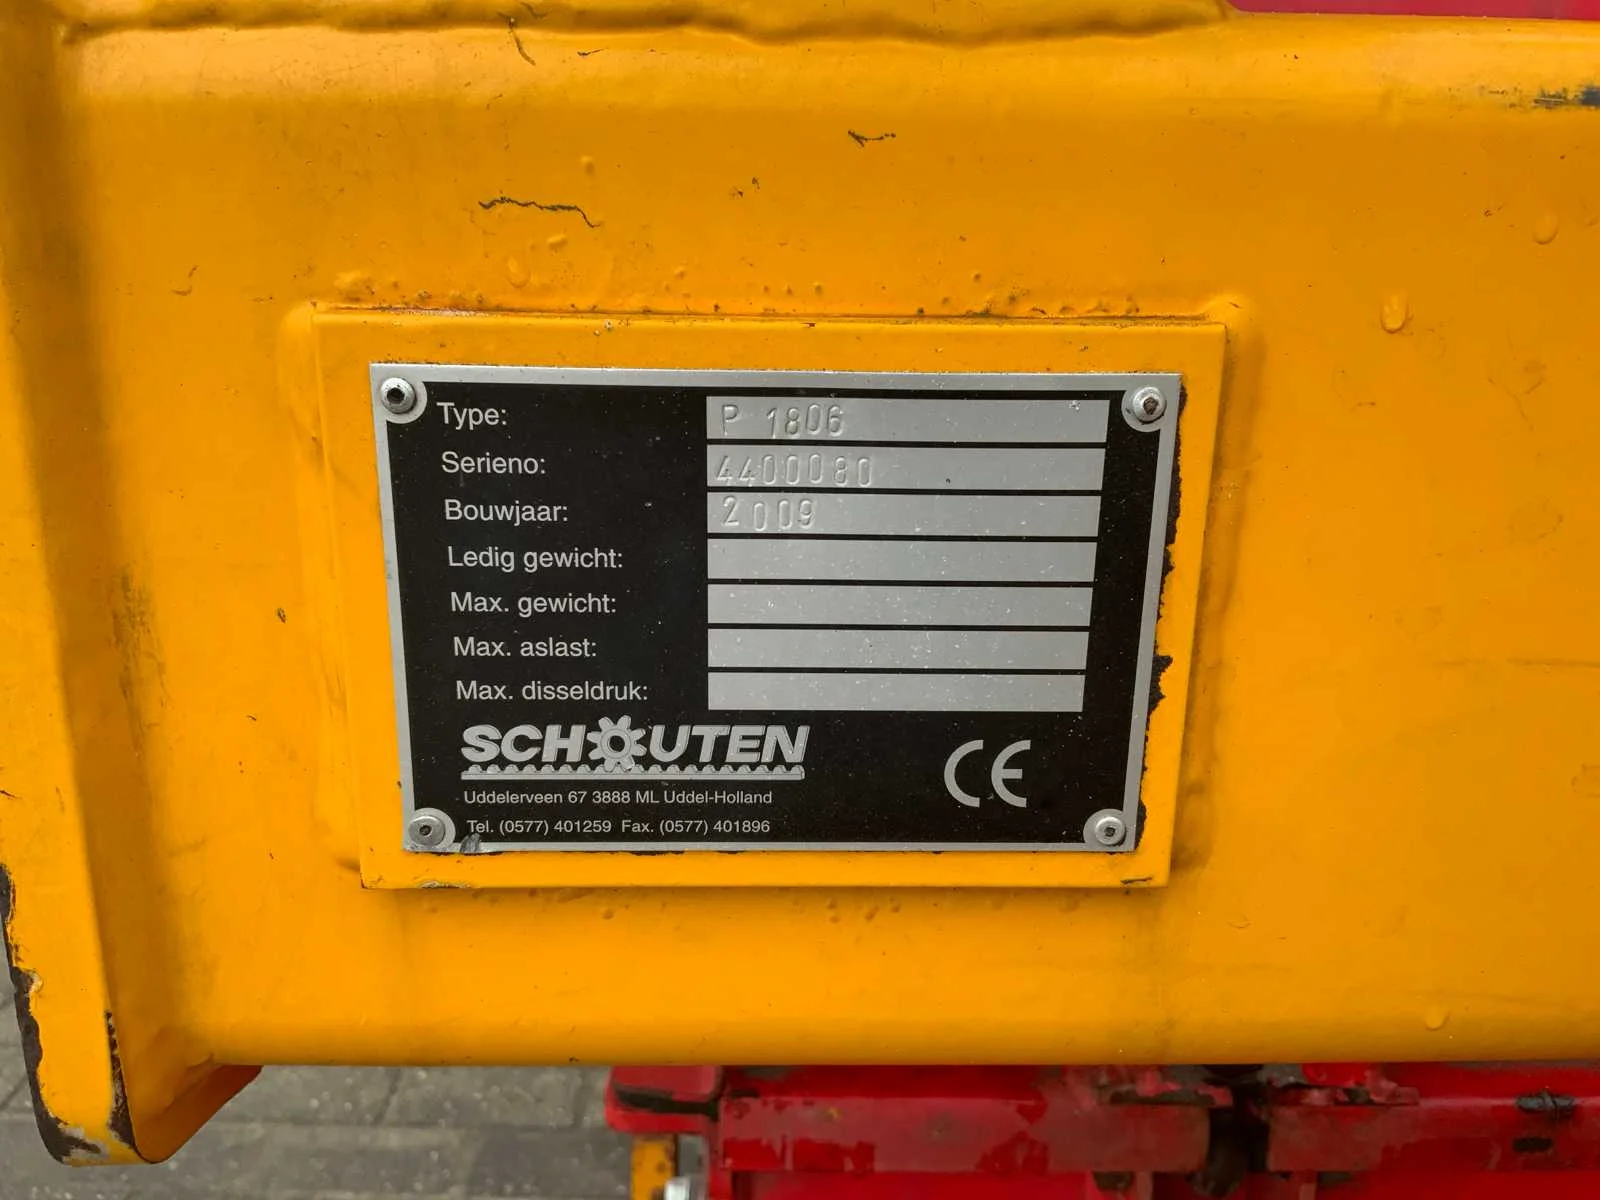 Type: P 1806
Serieno: 4400080
Bouwjaar: 2009
Ledig gewicht:
Max. gewicht:
Max. aslast:
Max. disseldruk:
SCHOUTEN
CE
Uddelerveen 67 3888 ML Uddel-Holland
Tel. (0577) 401259 Fax. (0577) 401896